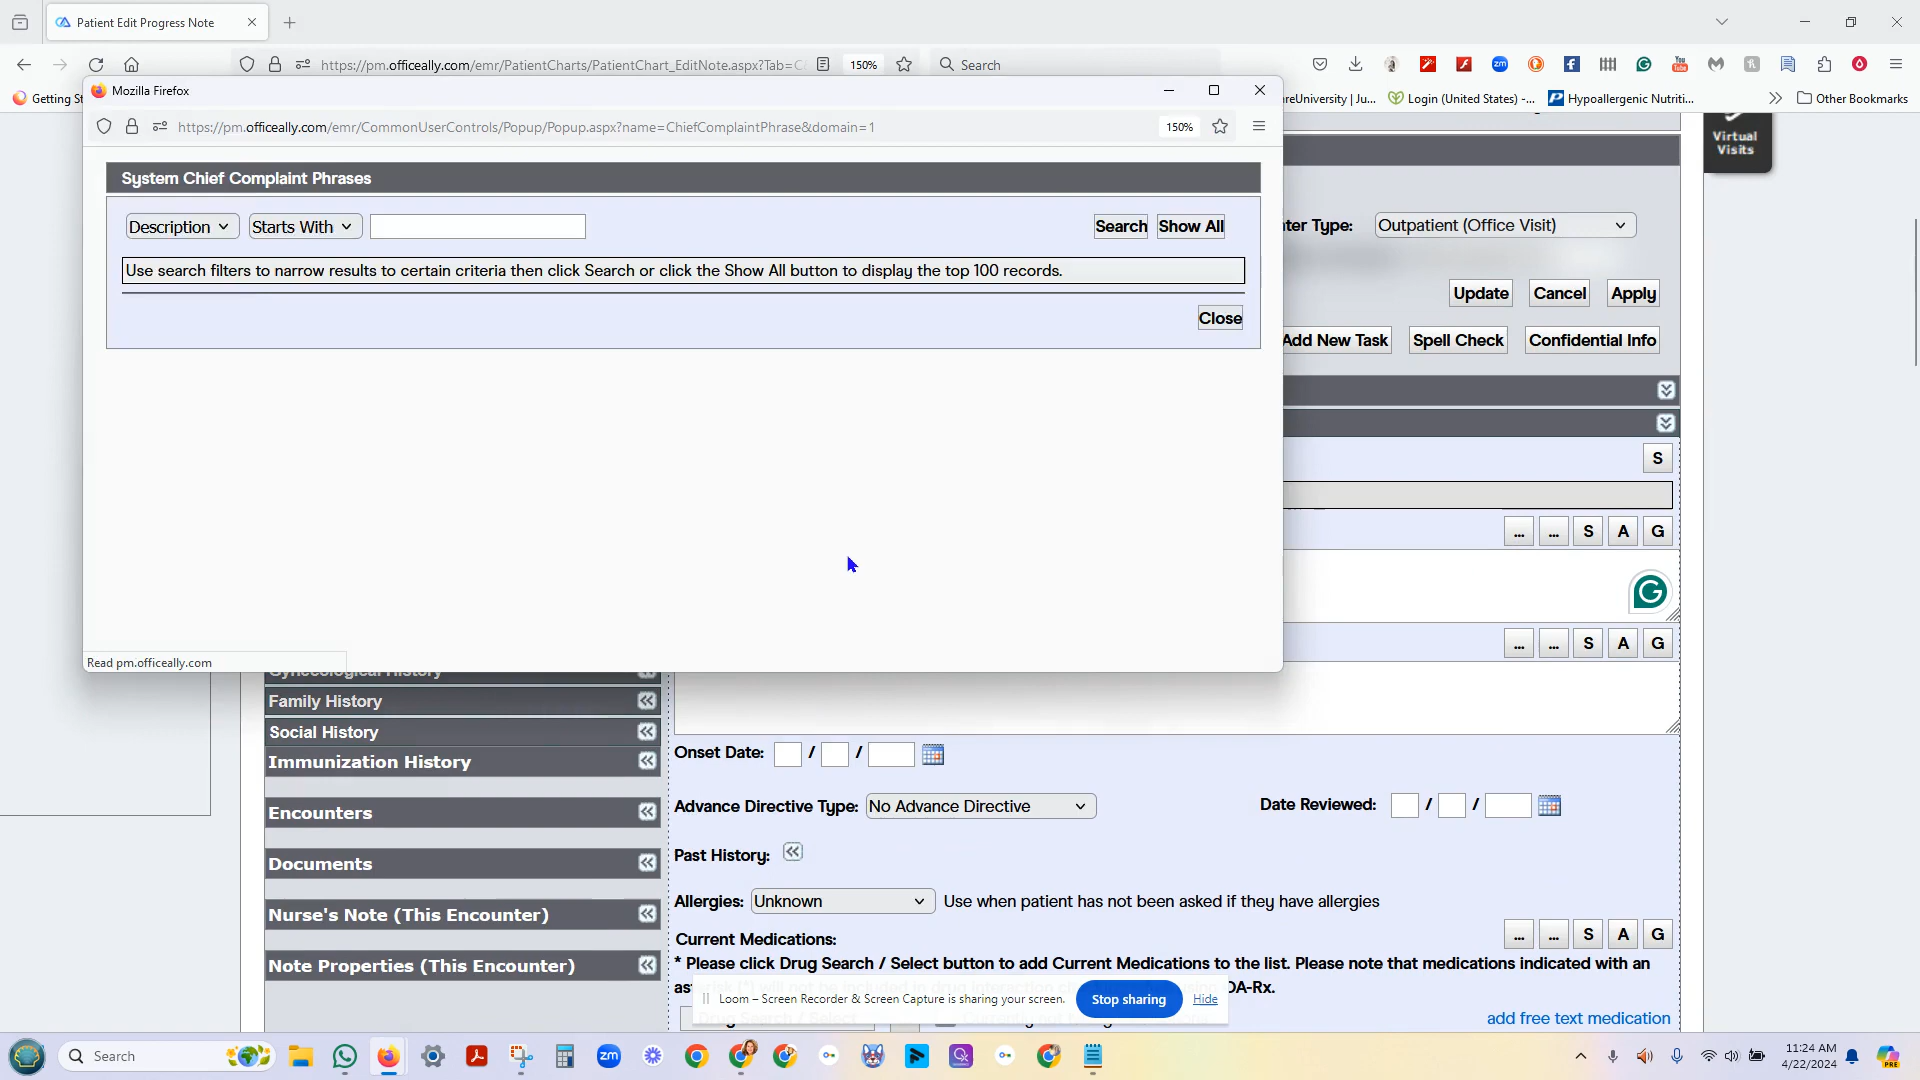 Patient Edit Progress Note
https://pm.officeally.com/emr/PatientCharts/PatientChart_EditNote.aspx?Tab=C
150%
Search
Getting St
Mozilla Firefox
reUniversity | Ju...
Login (United States) -...
Hypoallergenic Nutriti...
Other Bookmarks
https://pm.officeally.com/emr/CommonUserControls/Popup/Popup.aspx?name=ChiefComplaintPhrase&domain=1
150%
Virtual
Visits
System Chief Complaint Phrases
Description
Starts With
Search
Show All
ter Type:
Outpatient (Office Visit)
Use search filters to narrow results to certain criteria then click Search or click the Show All button to display the top 100 records.
Close
Update
Cancel
Apply
Add New Task
Spell Check
Confidential Info
S
... ... S A G
... ... S A G
Read pm.officeally.com
Gynecological History
Family History
Social History
Immunization History
Encounters
Documents
Nurse's Note (This Encounter)
Note Properties (This Encounter)
Onset Date: / /
Advance Directive Type: No Advance Directive
Date Reviewed: / /
Past History:
Allergies: Unknown Use when patient has not been asked if they have allergies
Current Medications:
... ... S A G
* Please click Drug Search / Select button to add Current Medications to the list. Please note that medications indicated with an
OA-Rx.
Loom – Screen Recorder & Screen Capture is sharing your screen.
Stop sharing
Hide
add free text medication
Search
11:24 AM
4/22/2024